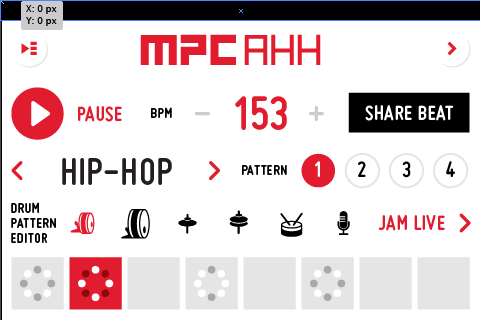 X: 0 px
Y: 0 px
MPC AHH
PAUSE BPM − 153 + SHARE BEAT
HIP-HOP PATTERN 1 2 3 4
DRUM
PATTERN
EDITOR
JAM LIVE